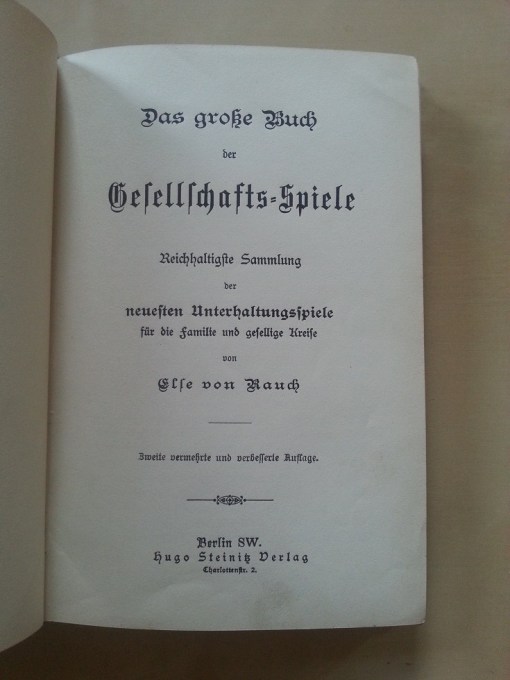 Das große Buch
der
Geſellſchafts-Spiele
Reichhaltigſte Sammlung
der
neueſten Unterhaltungsſpiele
für die Familie und geſellige Kreiſe
von
Elſe von Rauch
Zweite vermehrte und verbeſſerte Auflage.
Berlin SW.
Hugo Steinitz Verlag
Charlottenſtr. 2.